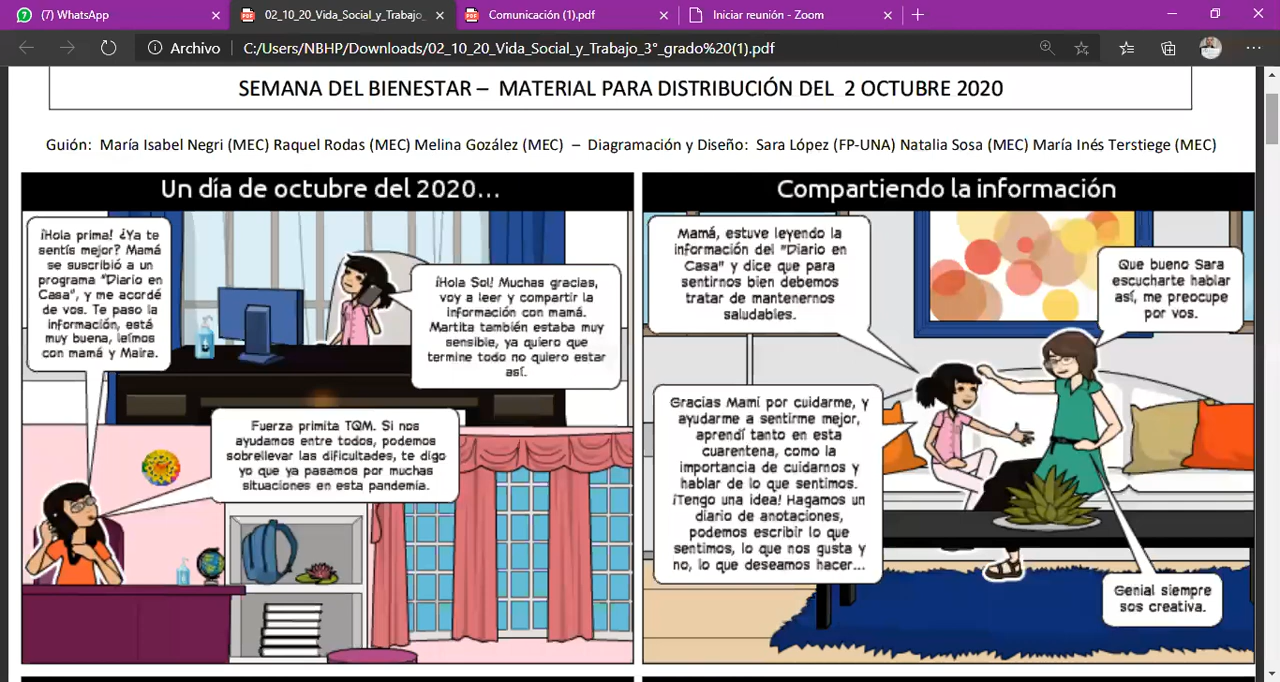 (7) WhatsApp
02_10_20_Vida_Social_y_Trabajo_
Comunicación (1).pdf
Iniciar reunión - Zoom
Archivo
C:/Users/NBHP/Downloads/02_10_20_Vida_Social_y_Trabajo_3°_grado%20(1).pdf
SEMANA DEL BIENESTAR – MATERIAL PARA DISTRIBUCIÓN DEL 2 OCTUBRE 2020
Guión: María Isabel Negri (MEC) Raquel Rodas (MEC) Melina Gozález (MEC) – Diagramación y Diseño: Sara López (FP-UNA) Natalia Sosa (MEC) María Inés Terstiege (MEC)
Un día de octubre del 2020...
¡Hola prima! ¿Ya te
sentís mejor? Mamá
se suscribió a un
programa "Diario en
Casa", y me acordé
de vos. Te paso la
información, está
muy buena, leímos
con mamá y Maira.
¡Hola Sol! Muchas gracias,
voy a leer y compartir la
información con mamá.
Martita también estaba muy
sensible, ya quiero que
termine todo no quiero estar
así.
Fuerza primita TQM. Si nos
ayudamos entre todos, podemos
sobrellevar las dificultades, te digo
yo que ya pasamos por muchas
situaciones en esta pandemia.
Compartiendo la información
Mamá, estuve leyendo la
información del "Diario en
Casa" y dice que para
sentirnos bien debemos
tratar de mantenernos
saludables.
Que bueno Sara
escucharte hablar
así, me preocupe
por vos.
Gracias Mamí por cuidarme, y
ayudarme a sentirme mejor,
aprendí tanto en esta
cuarentena, como la
importancia de cuidarnos y
hablar de lo que sentimos.
¡Tengo una idea! Hagamos un
diario de anotaciones,
podemos escribir lo que
sentimos, lo que nos gusta y
no, lo que deseamos hacer...
Genial siempre
sos creativa.